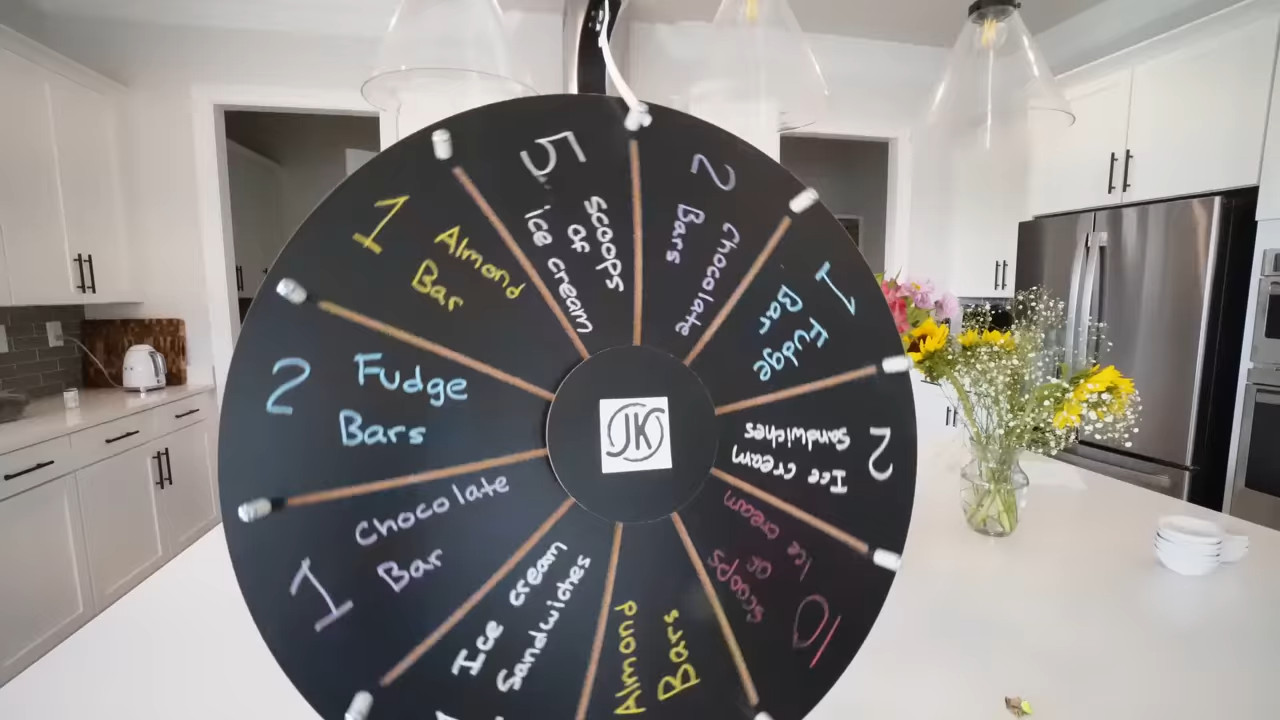 5
scoops
of
ice cream
2
Chocolate
Bars
1
Fudge
Bar
2
Ice cream
Sandwiches
10
scoops
of
Ice cream
Almond
Bars
Ice cream
Sandwiches
1
Chocolate
Bar
2
Fudge
Bars
1
Almond
Bar
JK